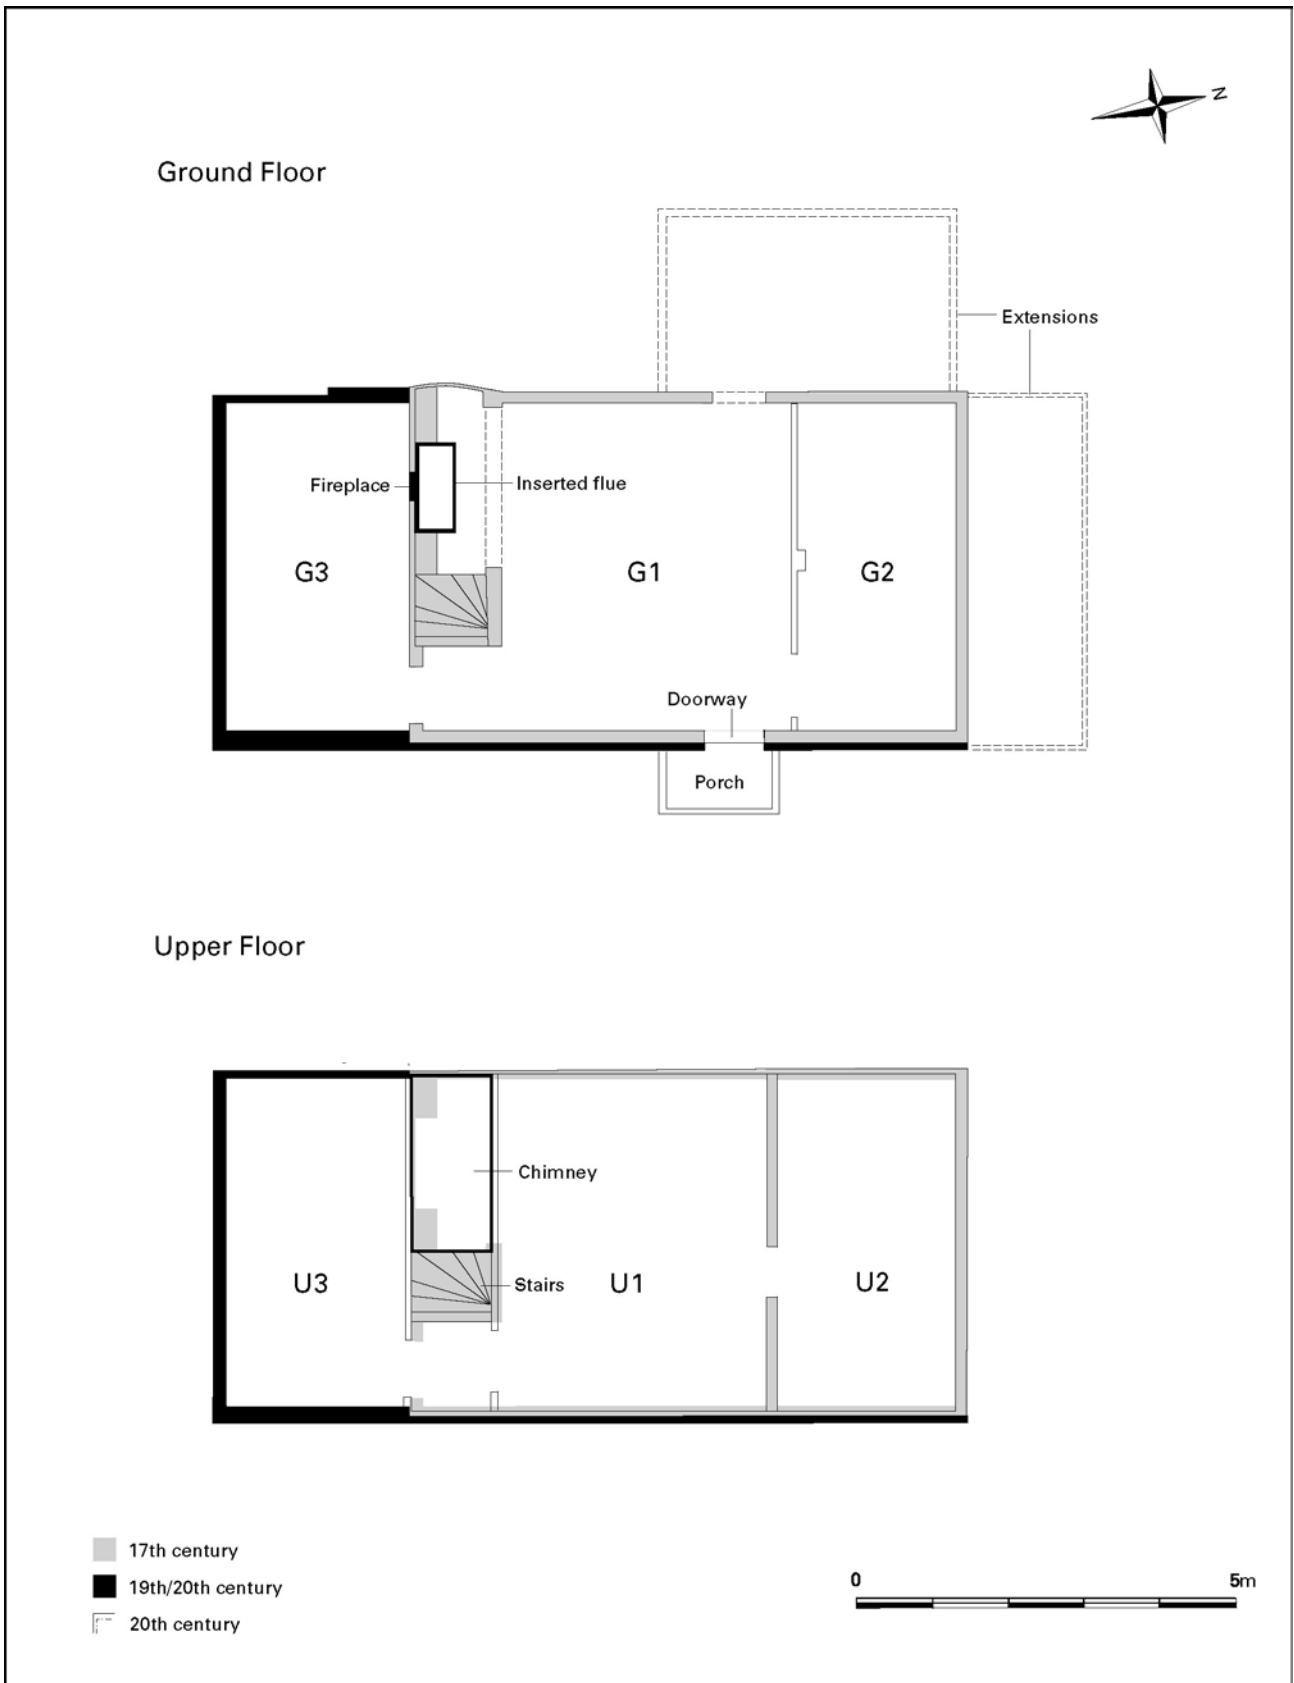 N
Ground Floor
Extensions
Fireplace
Inserted flue
G3
G1
G2
Doorway
Porch
Upper Floor
Chimney
U3
Stairs
U1
U2
17th century
19th/20th century
20th century
0
5m